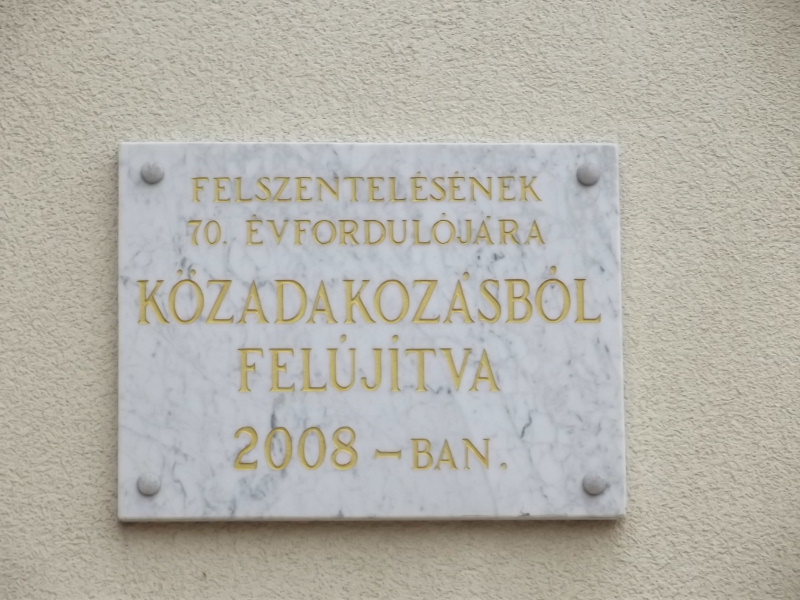 FELSZENTELÉSÉNEK
70. ÉVFORDULÓJÁRA
KÖZADAKOZÁSBÓL
FELÚJÍTVA
2008 – BAN.